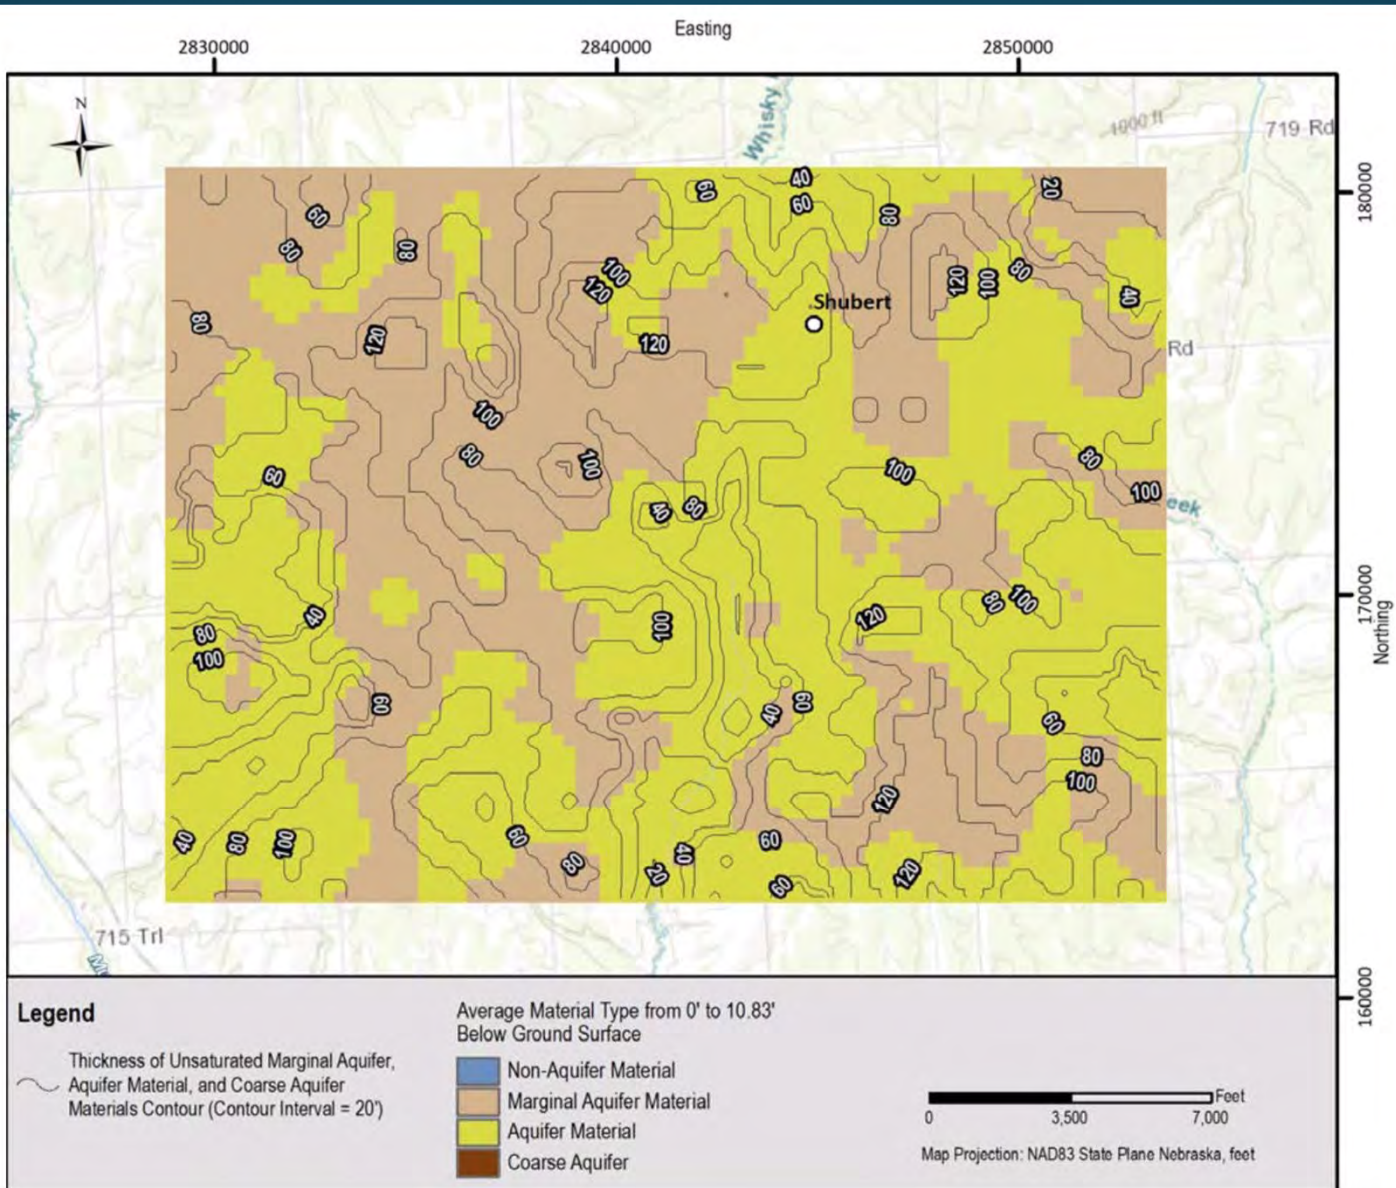 Easting
2830000 2840000 2850000
N
Whisky
1000 ft
719 Rd
180000
40
60
60
80
20
60
80
80
100
120
120
100
80
40
Shubert
80
120
120
Rd
100
80
100
80
60
100
100
eek
40
80
170000
Northing
40
80
100
100
120
80
100
60
40
60
60
80
100
120
40
80
100
60
80
60
40
20
60
120
715 Trl
160000
Legend
Thickness of Unsaturated Marginal Aquifer,
Aquifer Material, and Coarse Aquifer
Materials Contour (Contour Interval = 20')
Average Material Type from 0' to 10.83'
Below Ground Surface
Non-Aquifer Material
Marginal Aquifer Material
Aquifer Material
Coarse Aquifer
Feet
0 3,500 7,000
Map Projection: NAD83 State Plane Nebraska, feet